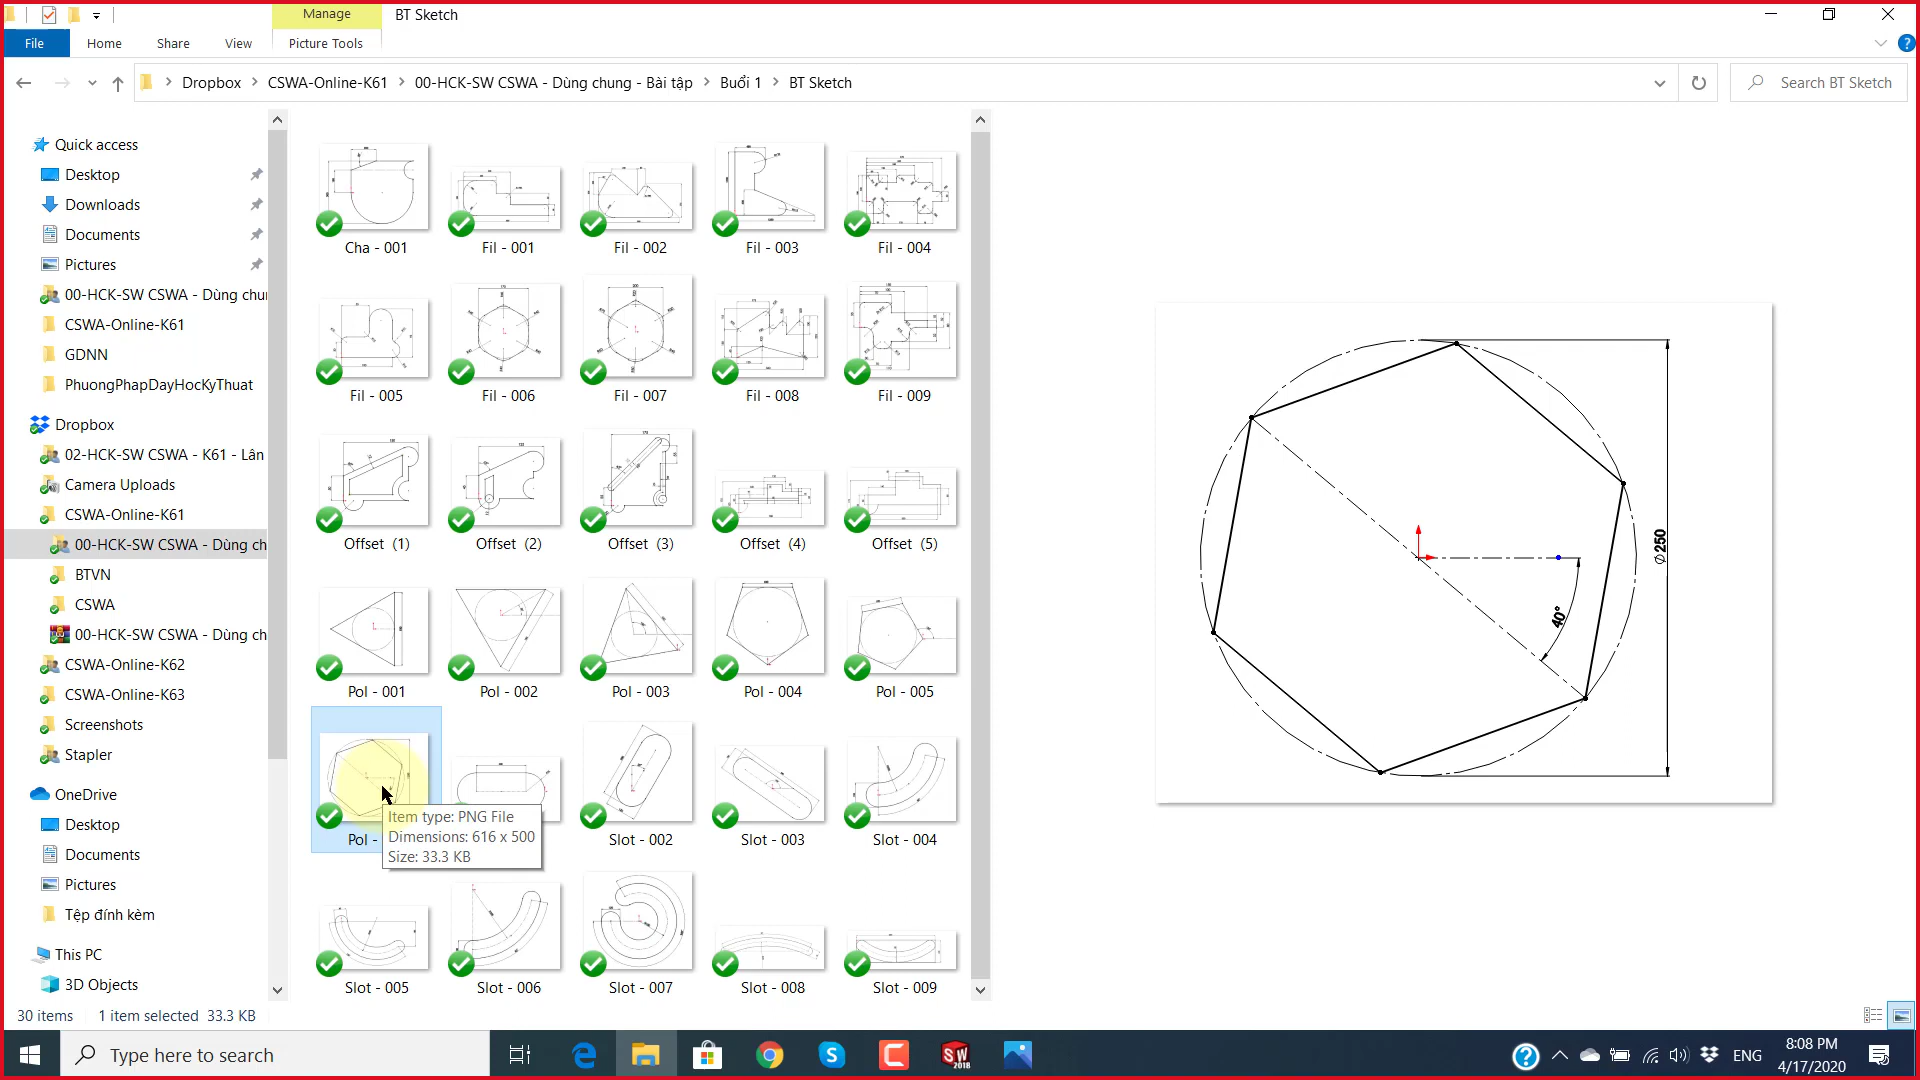 Manage
BT Sketch
File
Home
Share
View
Picture Tools
Dropbox
CSWA-Online-K61
00-HCK-SW CSWA - Dùng chung - Bài tập
Buổi 1
BT Sketch
Search BT Sketch
Quick access
Desktop
Downloads
Documents
Pictures
00-HCK-SW CSWA - Dùng chu
CSWA-Online-K61
GDNN
PhuongPhapDayHocKyThuat
Dropbox
02-HCK-SW CSWA - K61 - Lân
Camera Uploads
CSWA-Online-K61
00-HCK-SW CSWA - Dùng ch
BTVN
CSWA
00-HCK-SW CSWA - Dùng ch
CSWA-Online-K62
CSWA-Online-K63
Screenshots
Stapler
OneDrive
Desktop
Documents
Pictures
Tệp đính kèm
This PC
3D Objects
Cha - 001
Fil - 001
Fil - 002
Fil - 003
Fil - 004
Fil - 005
Fil - 006
Fil - 007
Fil - 008
Fil - 009
Offset (1)
Offset (2)
Offset (3)
Offset (4)
Offset (5)
Pol - 001
Pol - 002
Pol - 003
Pol - 004
Pol - 005
Pol -
Slot - 002
Slot - 003
Slot - 004
Item type: PNG File
Dimensions: 616 x 500
Size: 33.3 KB
Slot - 005
Slot - 006
Slot - 007
Slot - 008
Slot - 009
∅250
40°
30 items
1 item selected 33.3 KB
Type here to search
SW
2018
ENG
8:08 PM
4/17/2020